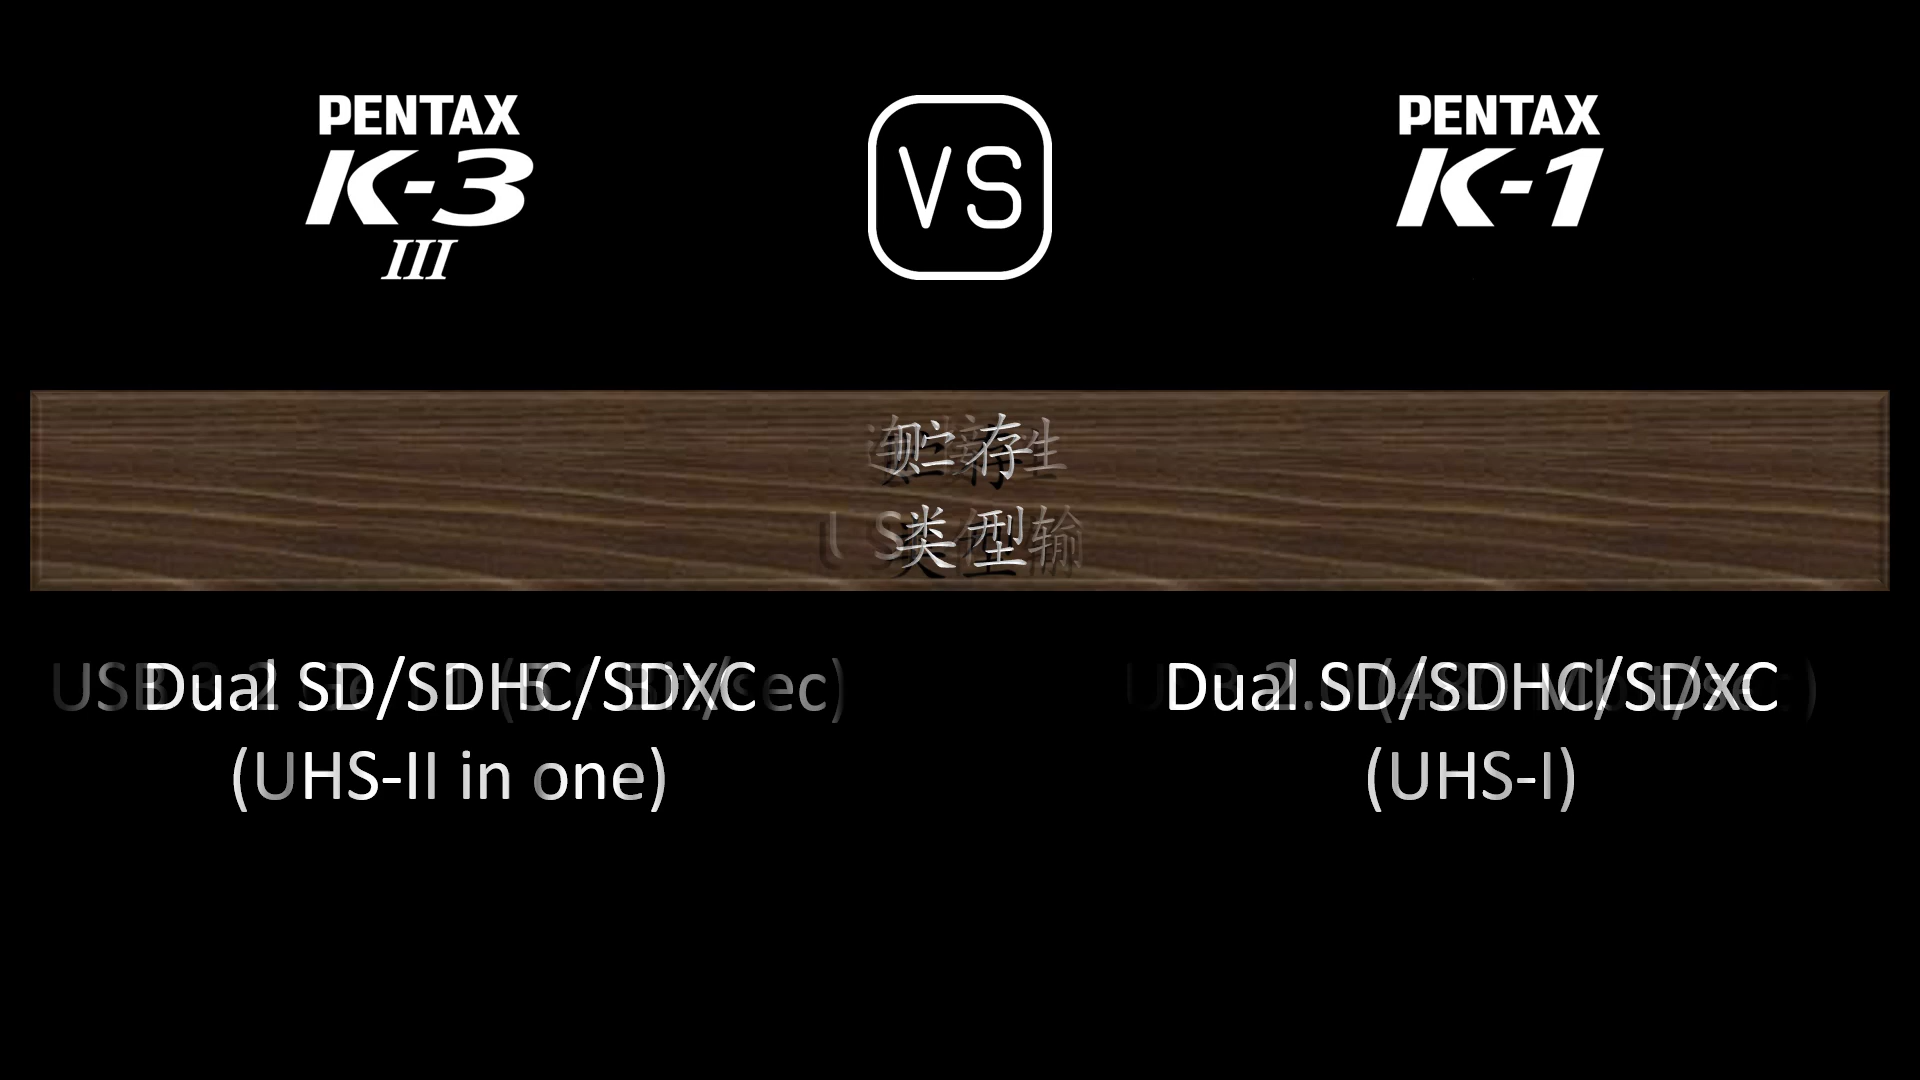 PENTAX
K-3
III
VS
PENTAX
K-1
贮存
类型
Dual SD/SDHC/SDXC
(UHS-II in one)
Dual SD/SDHC/SDXC
(UHS-I)